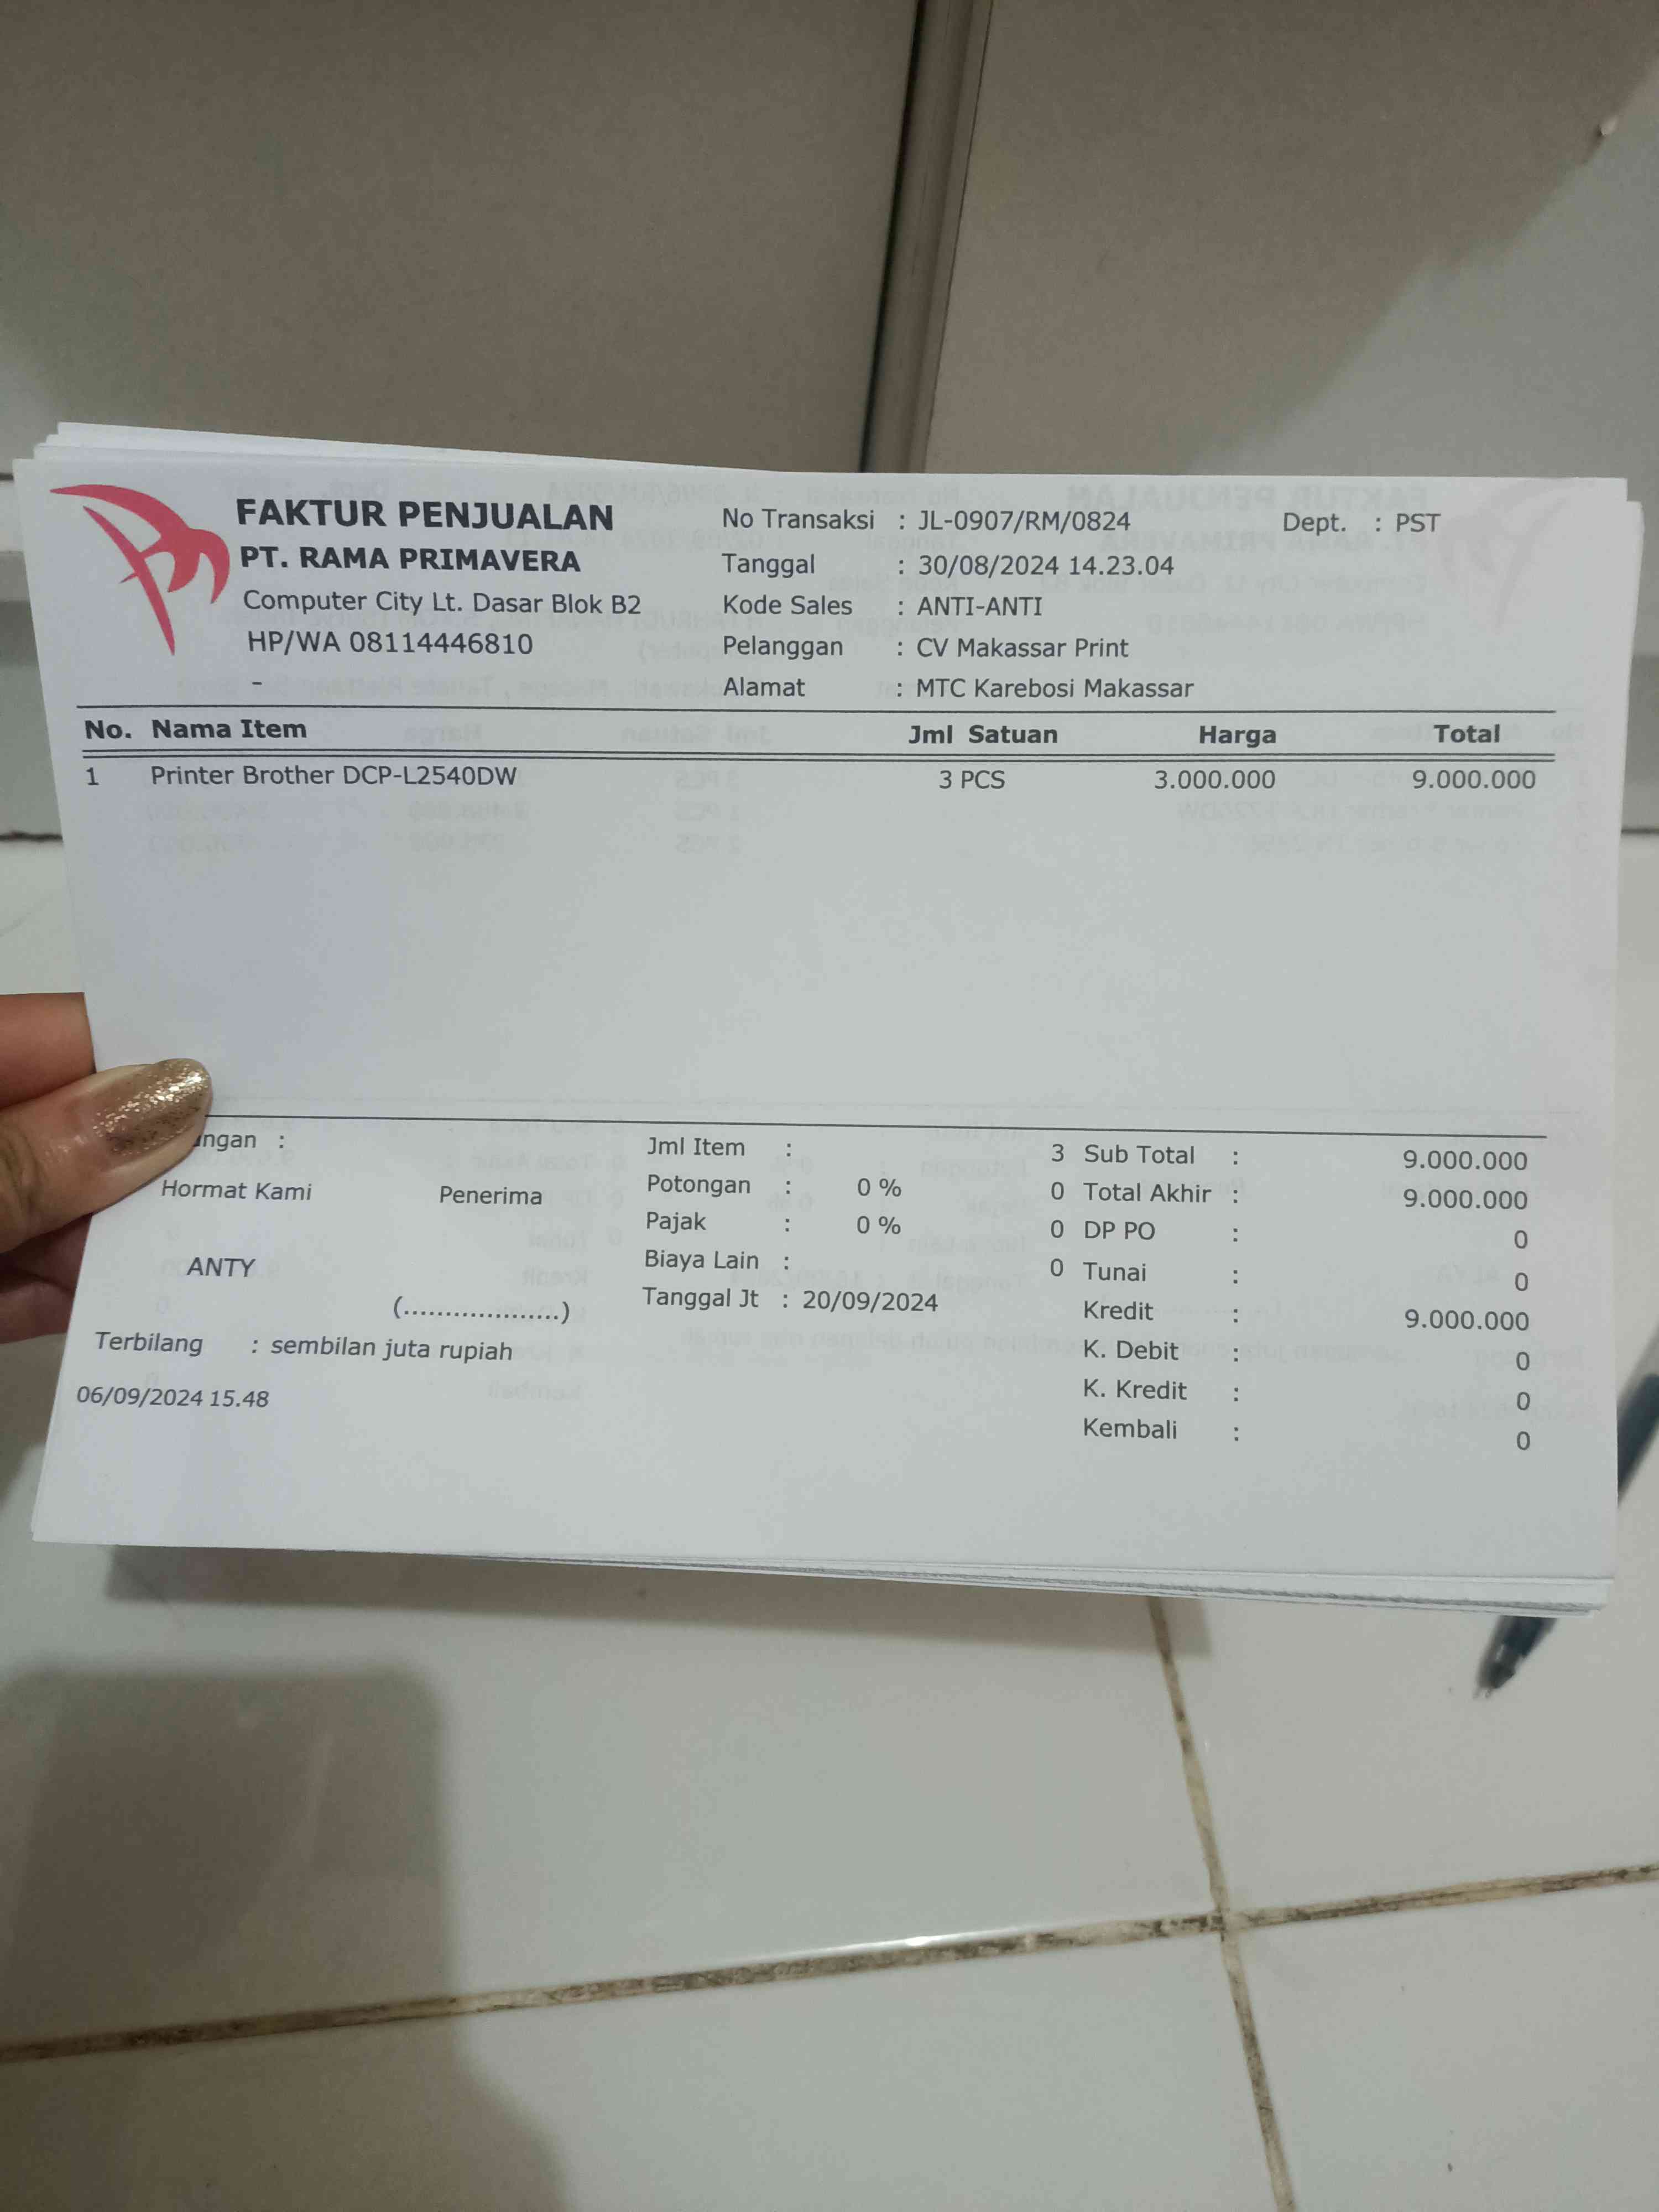 FAKTUR PENJUALAN
PT. RAMA PRIMAVERA
Computer City Lt. Dasar Blok B2
HP/WA 08114446810
-
No Transaksi : JL-0907/RM/0824 Dept. : PST
Tanggal : 30/08/2024 14.23.04
Kode Sales : ANTI-ANTI
Pelanggan : CV Makassar Print
Alamat : MTC Karebosi Makassar
No. Nama Item Jml Satuan Harga Total
1 Printer Brother DCP-L2540DW 3 PCS 3.000.000 9.000.000
ngan :
Hormat Kami Penerima
ANTY
(...................)
Terbilang : sembilan juta rupiah
06/09/2024 15.48
Jml Item : 3
Potongan : 0 % 0
Pajak : 0 % 0
Biaya Lain : 0
Tanggal Jt : 20/09/2024
Sub Total : 9.000.000
Total Akhir : 9.000.000
DP PO : 0
Tunai : 0
Kredit : 9.000.000
K. Debit : 0
K. Kredit : 0
Kembali : 0